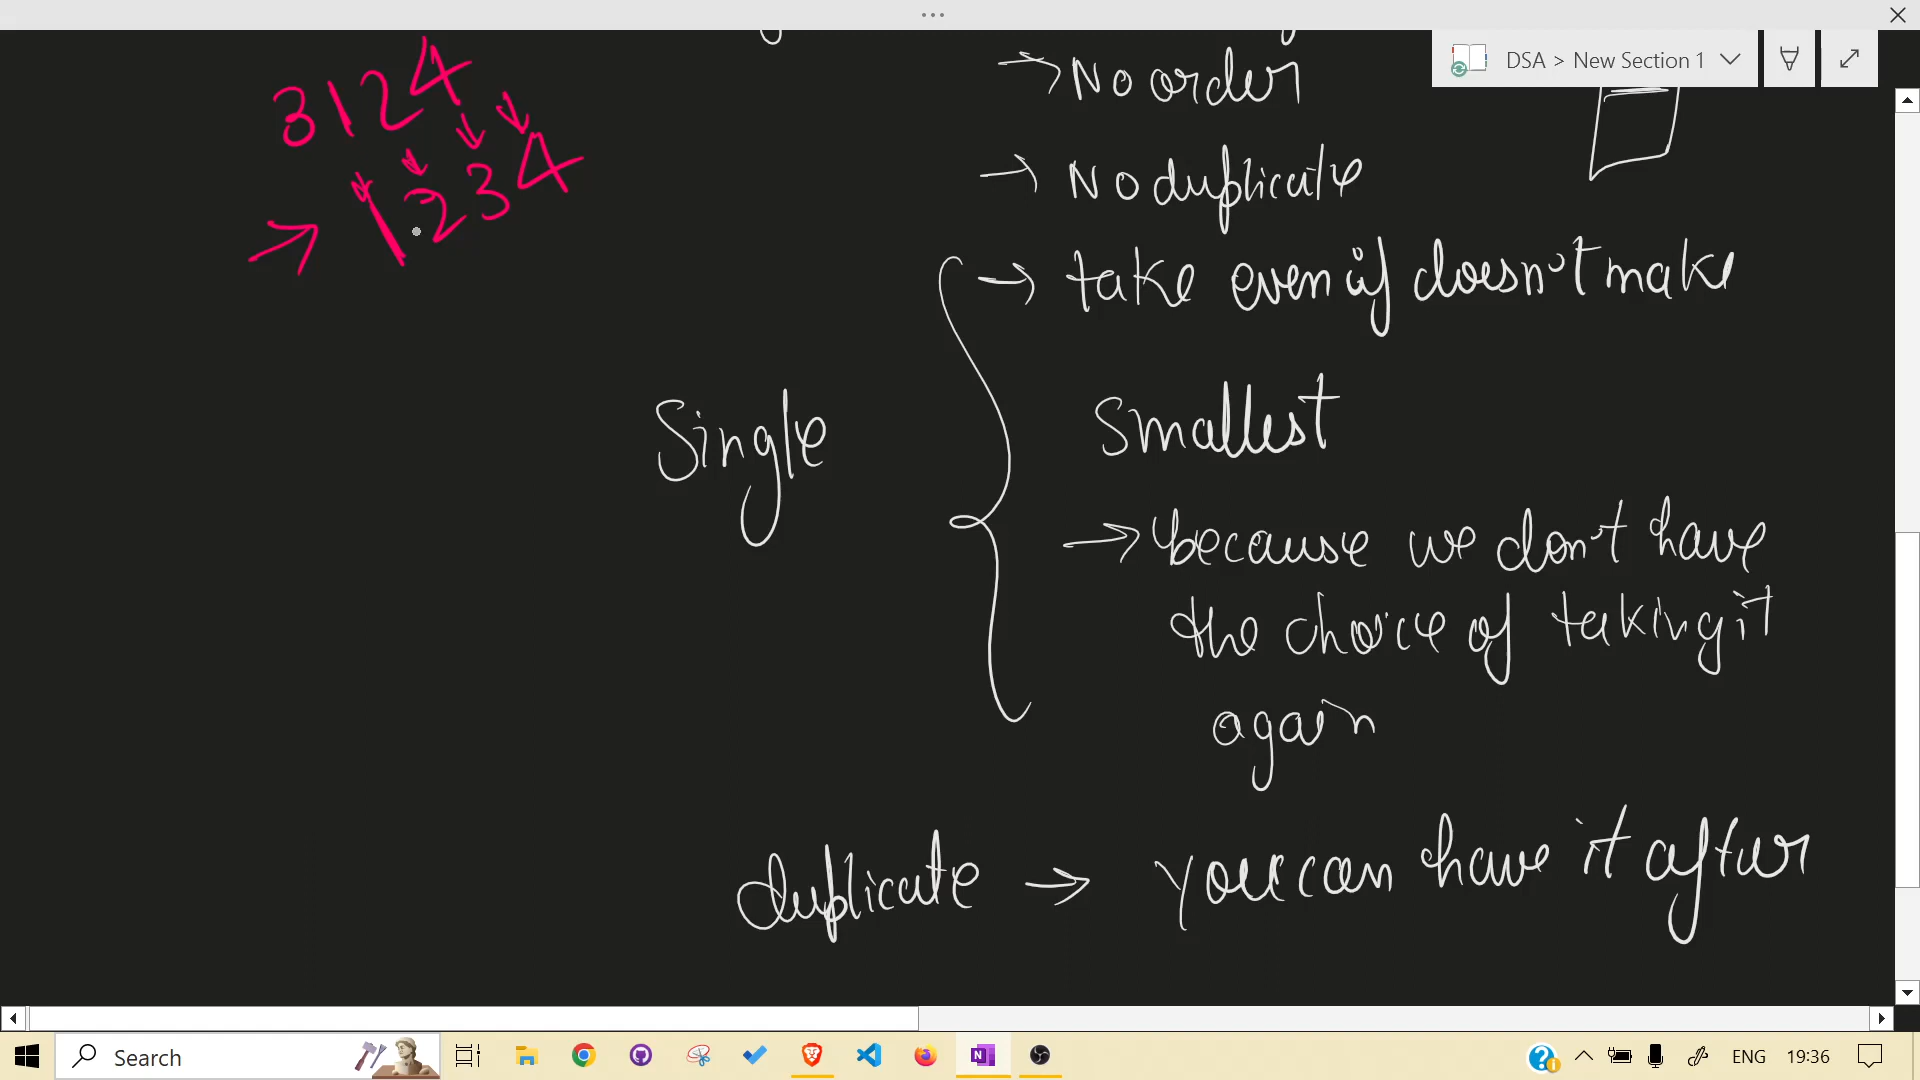 DSA > New Section 1
3124
→ No order
→ 1234
→ No duplicate
→ take even if doesn't make
Smallest
Single
→ because we don't have
the choice of taking it
again
duplicate → you can have it after
Search
ENG 19:36